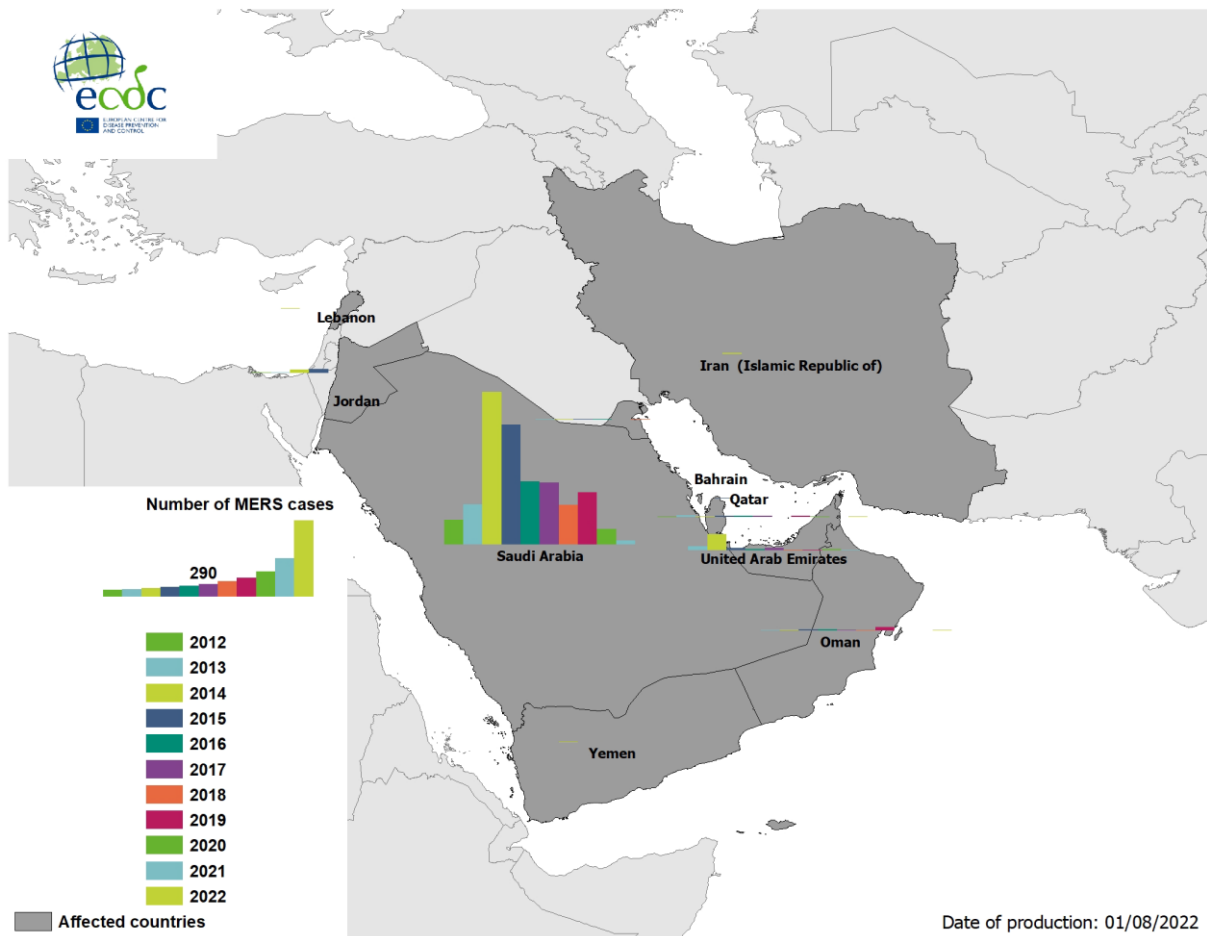 ecdc
EUROPEAN CENTRE FOR
DISEASE PREVENTION
AND CONTROL
Lebanon
Iran (Islamic Republic of)
Jordan
Bahrain
Qatar
Saudi Arabia
United Arab Emirates
Oman
Yemen
Number of MERS cases
290
2012
2013
2014
2015
2016
2017
2018
2019
2020
2021
2022
Affected countries
Date of production: 01/08/2022